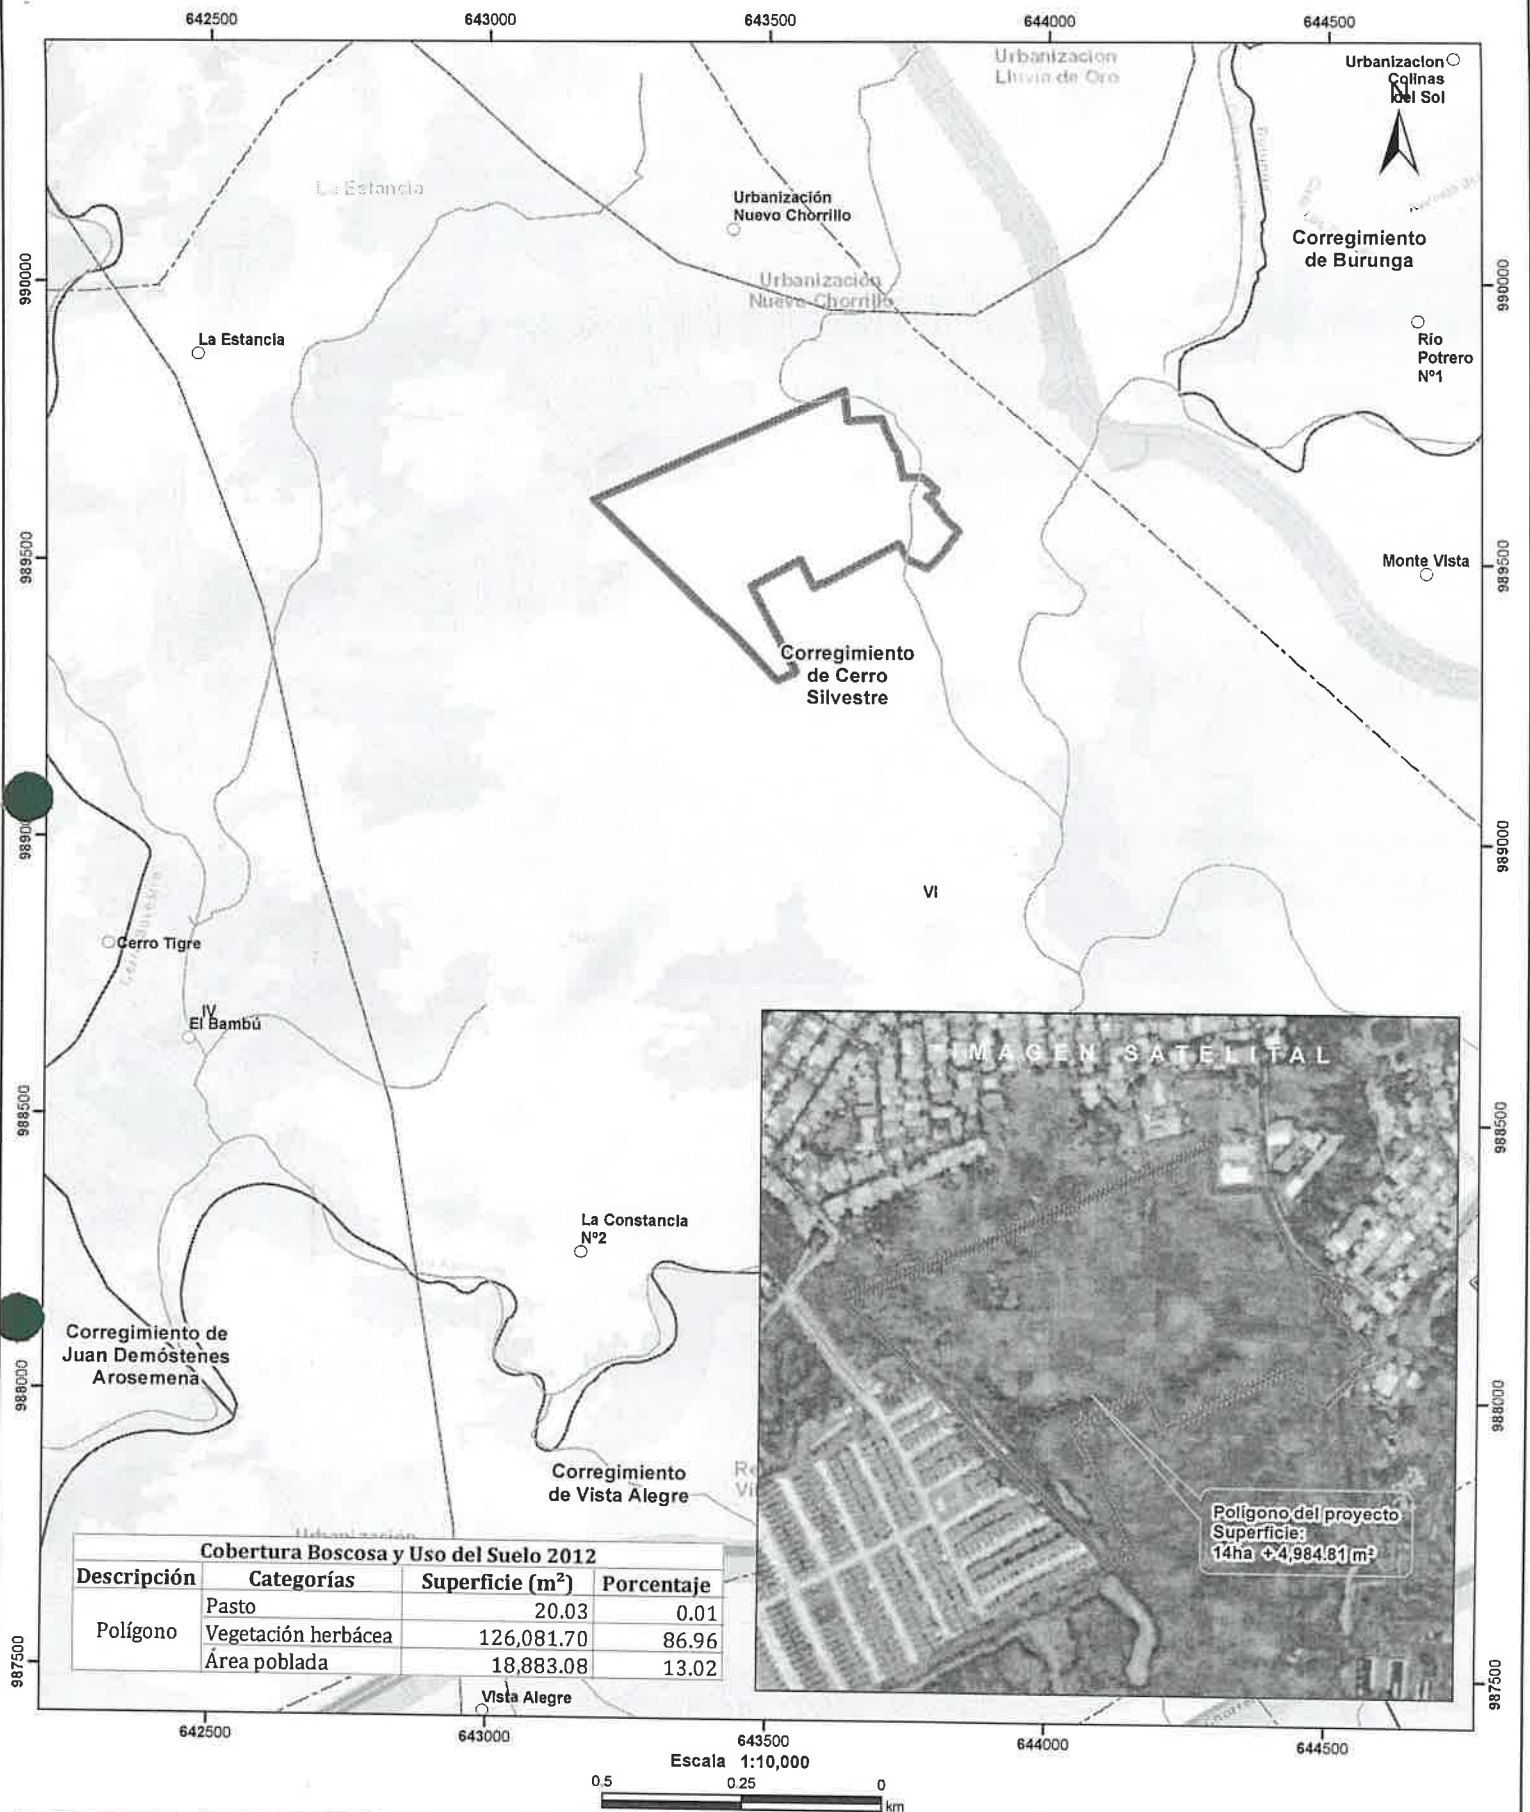 642500 643000 643500 644000 644500
Urbanizacion
Lluvia de Oro
Urbanizacion
Colinas
del Sol
N
La Estancia
Urbanización
Nuevo Chorrillo
Corregimiento
de Burunga
Urbanización
Nuevo Chorrillo
990000
990000
La Estancia
Río
Potrero
Nº1
989500
989500
Monte Vista
Corregimiento
de Cerro
Silvestre
989000
VI
Cerro Tigre
IV
El Bambú
IMAGEN SATELITAL
988500
988500
La Constancia
Nº2
Corregimiento de
Juan Demóstenes
Arosemena
988000
988000
Corregimiento
de Vista Alegre
Polígono del proyecto
Superficie:
14ha + 4,984.81 m²
Urbanizacion
Cobertura Boscosa y Uso del Suelo 2012
Descripción Categorías Superficie (m²) Porcentaje
Polígono
Pasto 20.03 0.01
Vegetación herbácea 126,081.70 86.96
Área poblada 18,883.08 13.02
987500
987500
Vista Alegre
642500 643000 643500 644000 644500
Escala 1:10,000
0.5 0.25 0
km